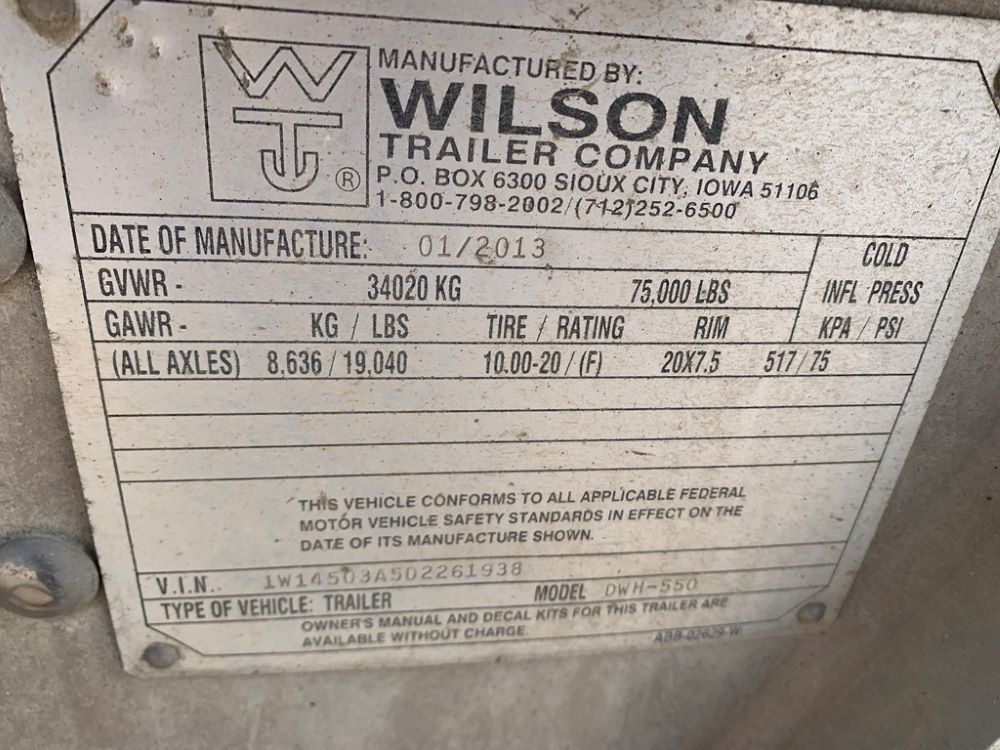 WTJ ®
MANUFACTURED BY:
WILSON
TRAILER COMPANY
P.O. BOX 6300 SIOUX CITY, IOWA 51106
1-800-798-2002/(712)252-6500
DATE OF MANUFACTURE: 01/2013
COLD
GVWR - 34020 KG 75,000 LBS INFL PRESS
GAWR - KG / LBS TIRE / RATING RIM KPA / PSI
(ALL AXLES) 8,636 / 19,040 10.00-20 / (F) 20X7.5 517 / 75
THIS VEHICLE CONFORMS TO ALL APPLICABLE FEDERAL
MOTOR VEHICLE SAFETY STANDARDS IN EFFECT ON THE
DATE OF ITS MANUFACTURE SHOWN.
V.I.N.. 1W14503A5D2261938 MODEL DWH-550
TYPE OF VEHICLE: TRAILER
OWNER'S MANUAL AND DECAL KITS FOR THIS TRAILER ARE
AVAILABLE WITHOUT CHARGE. ABB-02629-W